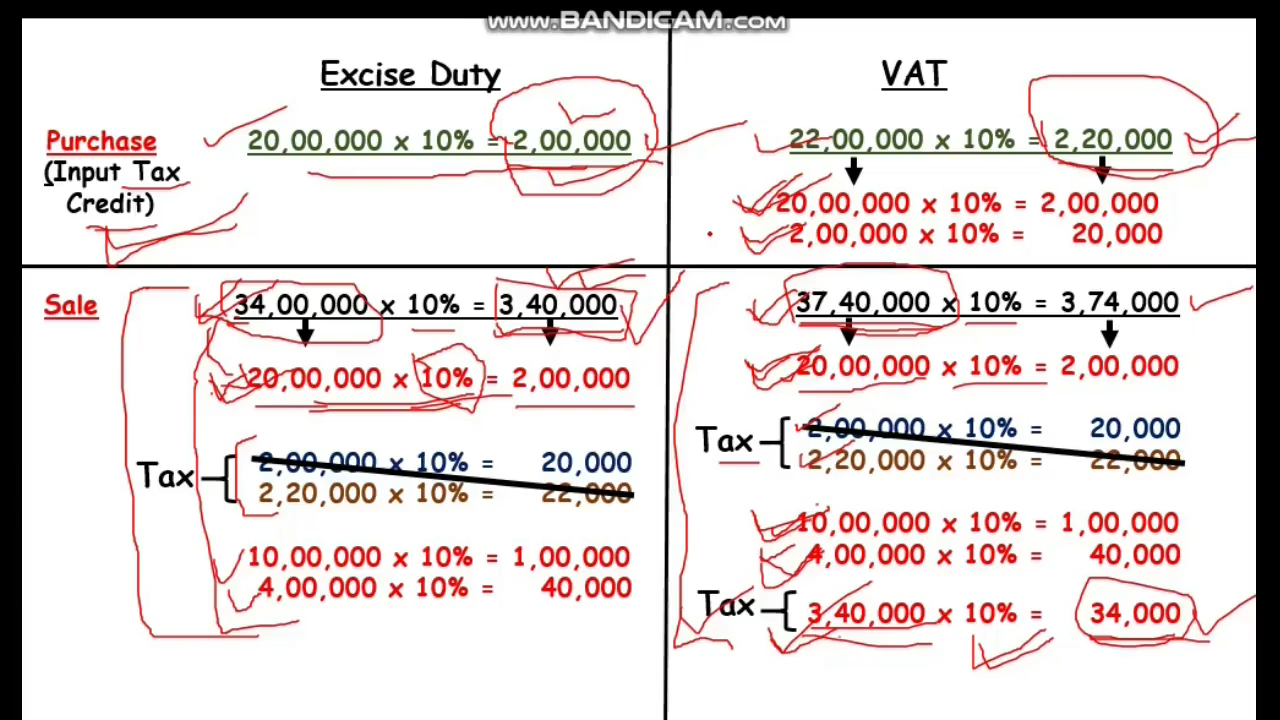 www.BANDICAM.com
Excise Duty
Purchase
(Input Tax
Credit)
20,00,000 x 10% = 2,00,000
VAT
22,00,000 x 10% = 2,20,000
20,00,000 x 10% = 2,00,000
2,00,000 x 10% = 20,000
Sale
34,00,000 x 10% = 3,40,000
20,00,000 x 10% = 2,00,000
Tax
2,00,000 x 10% = 20,000
2,20,000 x 10% = 22,000
10,00,000 x 10% = 1,00,000
4,00,000 x 10% = 40,000
37,40,000 x 10% = 3,74,000
20,00,000 x 10% = 2,00,000
Tax
2,00,000 x 10% = 20,000
2,20,000 x 10% = 22,000
10,00,000 x 10% = 1,00,000
4,00,000 x 10% = 40,000
Tax
3,40,000 x 10% = 34,000